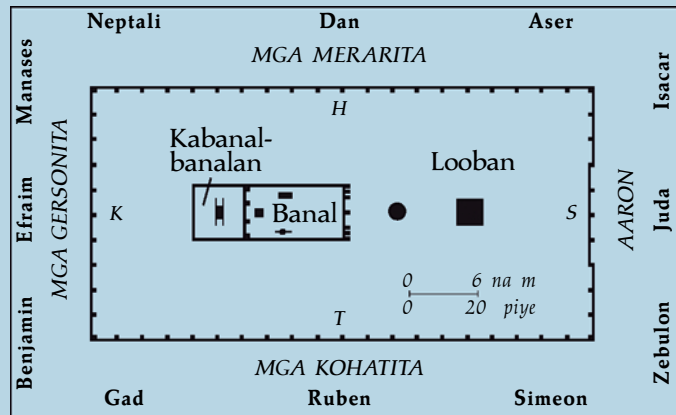 Neptali Dan Aser
MGA MERARITA
Manases
Efraim
Benjamin
MGA GERSONITA
H
Kabanal-
banalan
Looban
K
Banal
S
0 6 na m
0 20 piye
T
AARON
Isacar
Juda
Zebulon
MGA KOHATITA
Gad Ruben Simeon